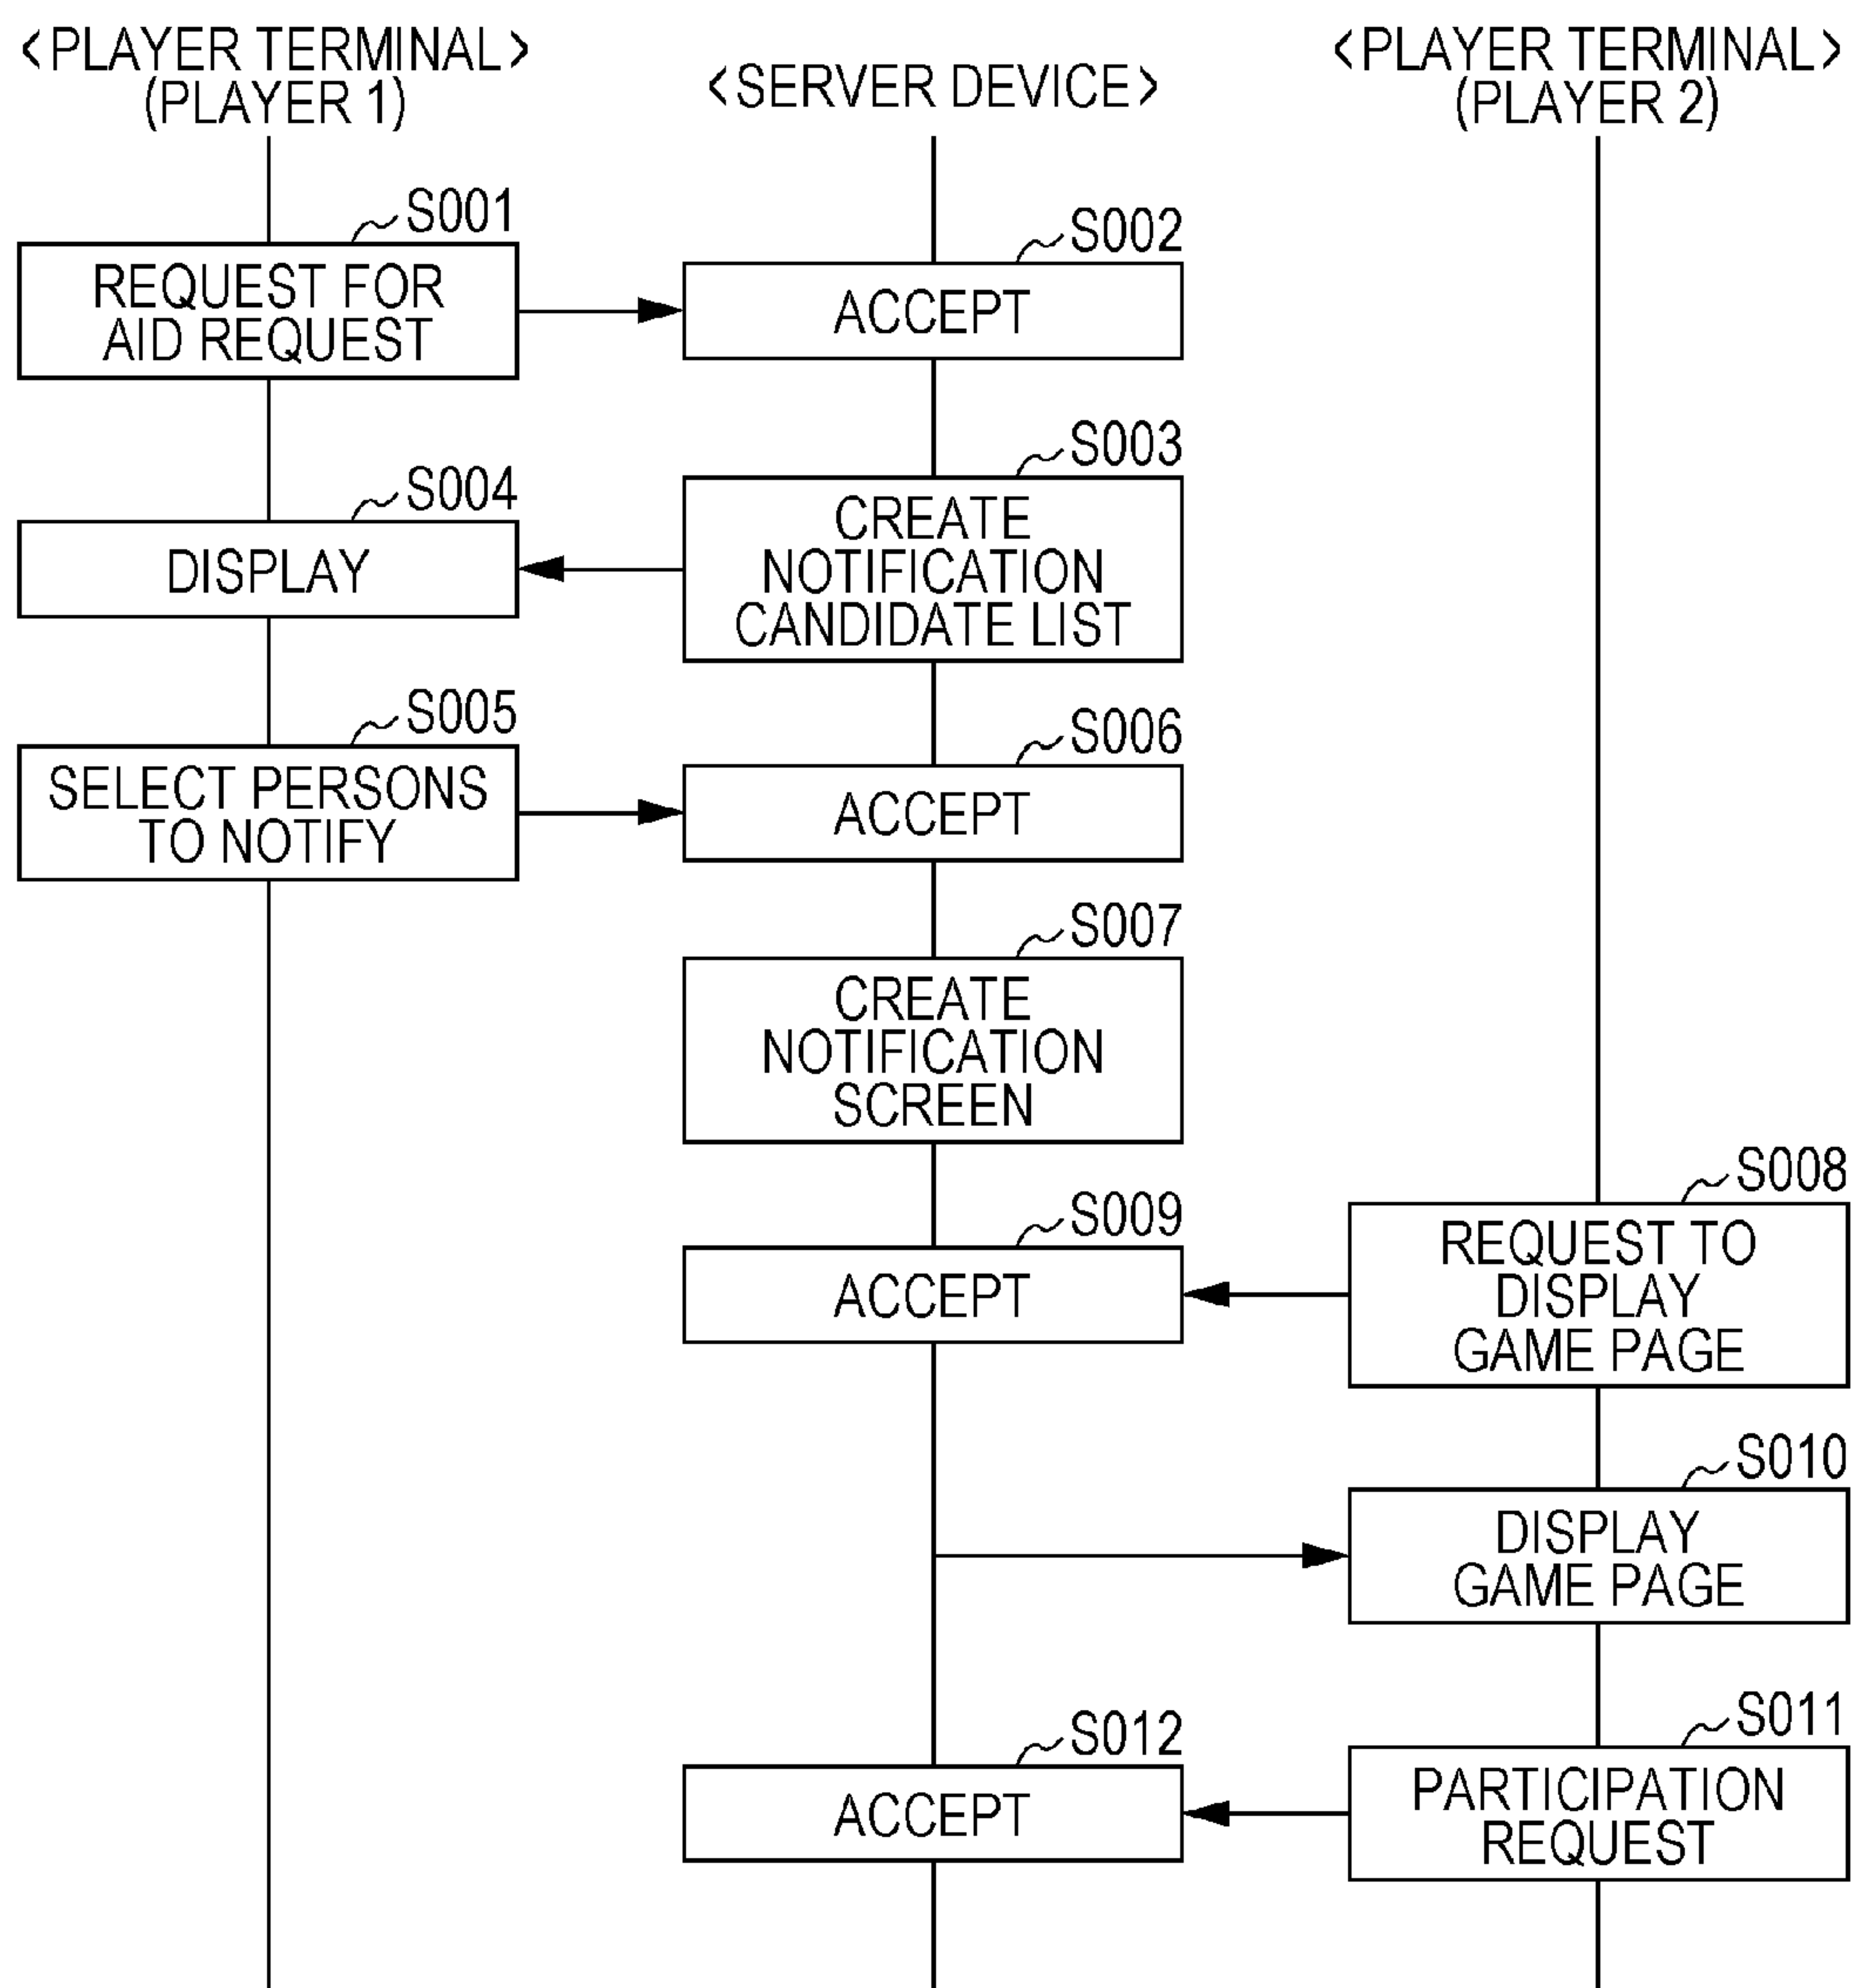 <PLAYER TERMINAL>
(PLAYER 1)
<SERVER DEVICE>
<PLAYER TERMINAL>
(PLAYER 2)
S001
REQUEST FOR
AID REQUEST
S002
ACCEPT
S003
CREATE
NOTIFICATION
CANDIDATE LIST
S004
DISPLAY
S005
SELECT PERSONS
TO NOTIFY
S006
ACCEPT
S007
CREATE
NOTIFICATION
SCREEN
S008
REQUEST TO
DISPLAY
GAME PAGE
S009
ACCEPT
S010
DISPLAY
GAME PAGE
S011
PARTICIPATION
REQUEST
S012
ACCEPT